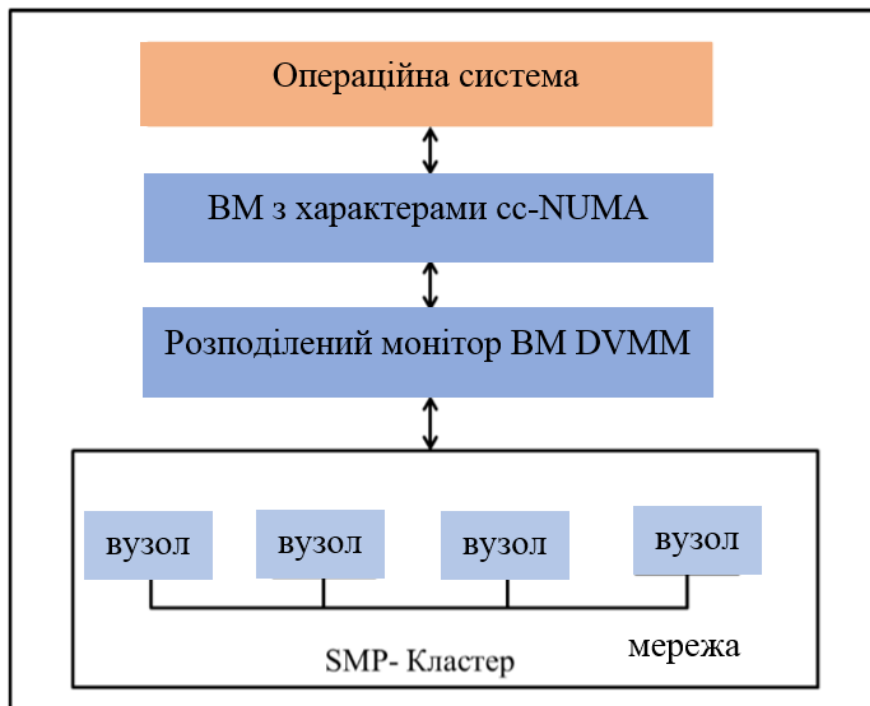 Операційна система
ВМ з характерами cc-NUMA
Розподілений монітор ВМ DVMM
вузол
вузол
вузол
вузол
SMP- Кластер
мережа